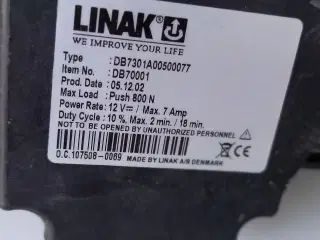 LINAK®
WE IMPROVE YOUR LIFE
Type : DB7301A00500077
Item No. : DB70001
Prod. Date : 05.12.02
Max Load : Push 800 N
Power Rate : 12 V⎓ / Max. 7 Amp
Duty Cycle : 10 %, Max. 2 min. / 18 min.
NOT TO BE OPENED BY UNAUTHORIZED PERSONNEL
O.C.107508-0069 MADE BY LINAK A/S DENMARK